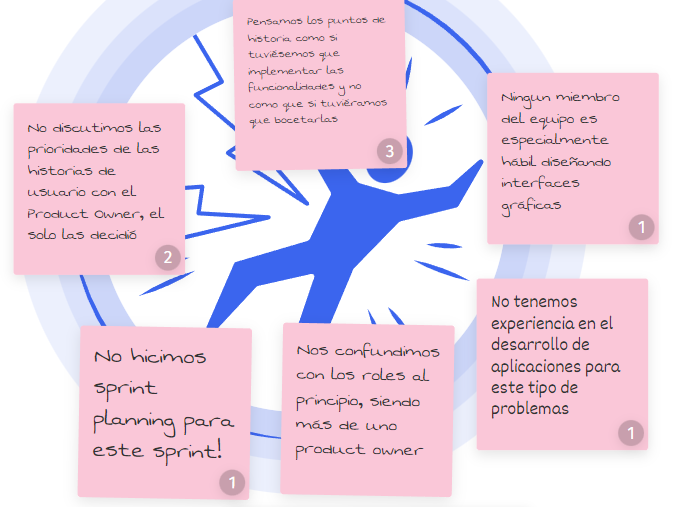 Pensamos los puntos de
historia como si
tuviésemos que
implementar las
funcionalidades y no
como que si tuviéramos
que bocetarlas
3
No discutimos las
prioridades de las
historias de
usuario con el
Product Owner, el
solo las decidió
2
Ningun miembro
del equipo es
especialmente
hábil diseñando
interfaces
gráficas
1
No hicimos
sprint
planning para
este sprint!
1
Nos confundimos
con los roles al
principio, siendo
más de uno
product owner
No tenemos
experiencia en el
desarrollo de
aplicaciones para
este tipo de
problemas
1